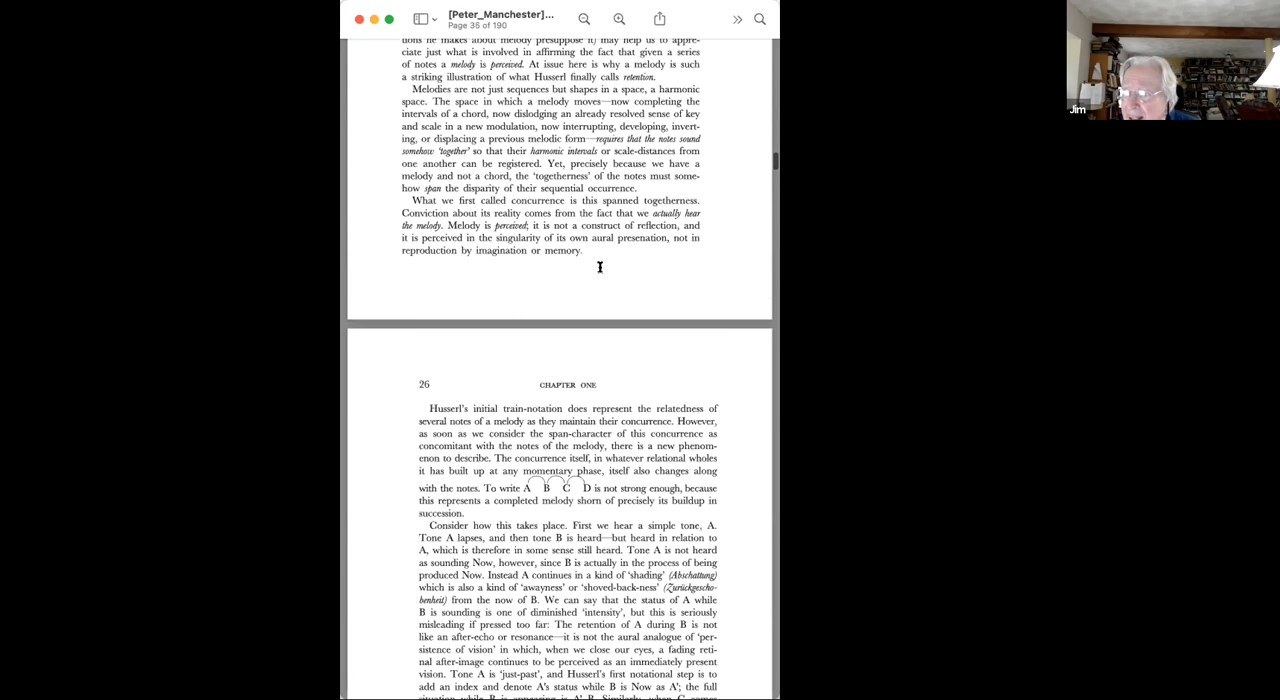 [Peter_Manchester]...
Page 35 of 190
tions he makes about melody presuppose it) may help us to appre-
ciate just what is involved in affirming the fact that given a series
of notes a melody is perceived. At issue here is why a melody is such
a striking illustration of what Husserl finally calls retention.
Melodies are not just sequences but shapes in a space, a harmonic
space. The space in which a melody moves—now completing the
intervals of a chord, now dislodging an already resolved sense of key
and scale in a new modulation, now interrupting, developing, invert-
ing, or displacing a previous melodic form—requires that the notes sound
somehow 'together' so that their harmonic intervals or scale-distances from
one another can be registered. Yet, precisely because we have a
melody and not a chord, the 'togetherness' of the notes must some-
how span the disparity of their sequential occurrence.
What we first called concurrence is this spanned togetherness.
Conviction about its reality comes from the fact that we actually hear
the melody. Melody is perceived; it is not a construct of reflection, and
it is perceived in the singularity of its own aural presenation, not in
reproduction by imagination or memory.
26 CHAPTER ONE
Husserl's initial train-notation does represent the relatedness of
several notes of a melody as they maintain their concurrence. However,
as soon as we consider the span-character of this concurrence as
concomitant with the notes of the melody, there is a new phenom-
enon to describe. The concurrence itself, in whatever relational wholes
it has built up at any momentary phase, itself also changes along
with the notes. To write A B C D is not strong enough, because
this represents a completed melody shorn of precisely its buildup in
succession.
Consider how this takes place. First we hear a simple tone, A.
Tone A lapses, and then tone B is heard—but heard in relation to
A, which is therefore in some sense still heard. Tone A is not heard
as sounding Now, however, since B is actually in the process of being
produced Now. Instead A continues in a kind of 'shading' (Abschattung)
which is also a kind of 'awayness' or 'shoved-back-ness' (Zurückgescho-
benheit) from the now of B. We can say that the status of A while
B is sounding is one of diminished 'intensity', but this is seriously
misleading if pressed too far: The retention of A during B is not
like an after-echo or resonance—it is not the aural analogue of 'per-
sistence of vision' in which, when we close our eyes, a fading reti-
nal after-image continues to be perceived as an immediately present
vision. Tone A is 'just-past', and Husserl's first notational step is to
add an index and denote A's status while B is Now as A'; the full
situation while B is appearing is A'–B. Similarly, when C comes
Jim